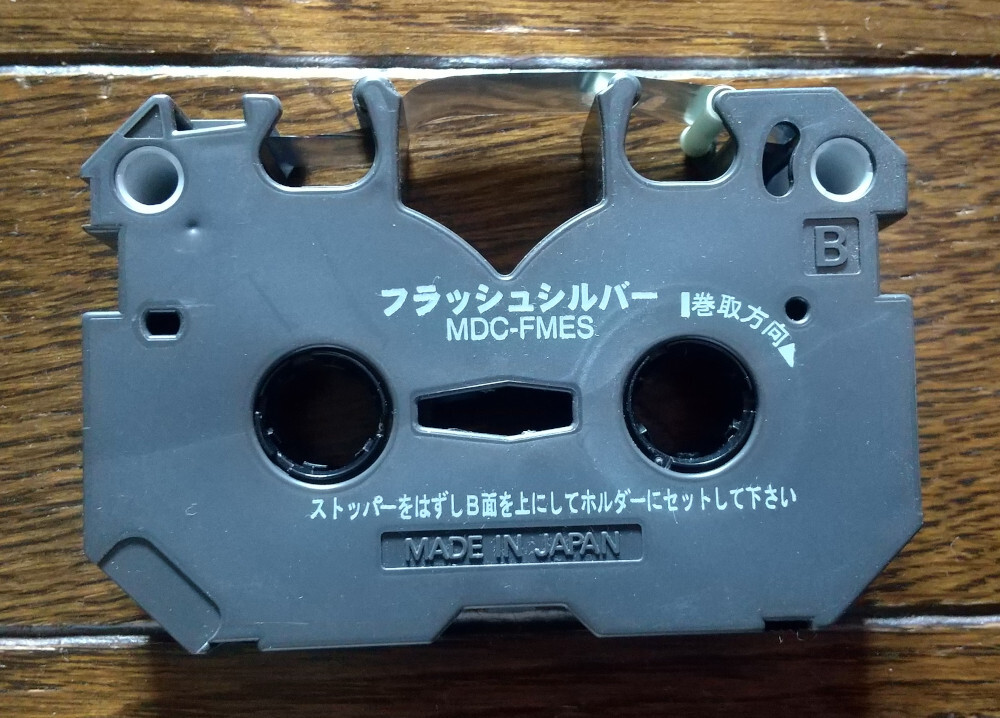 B
フラッシュシルバー
MDC-FMES
巻取方向
ストッパーをはずしB面を上にしてホルダーにセットして下さい
MADE IN JAPAN